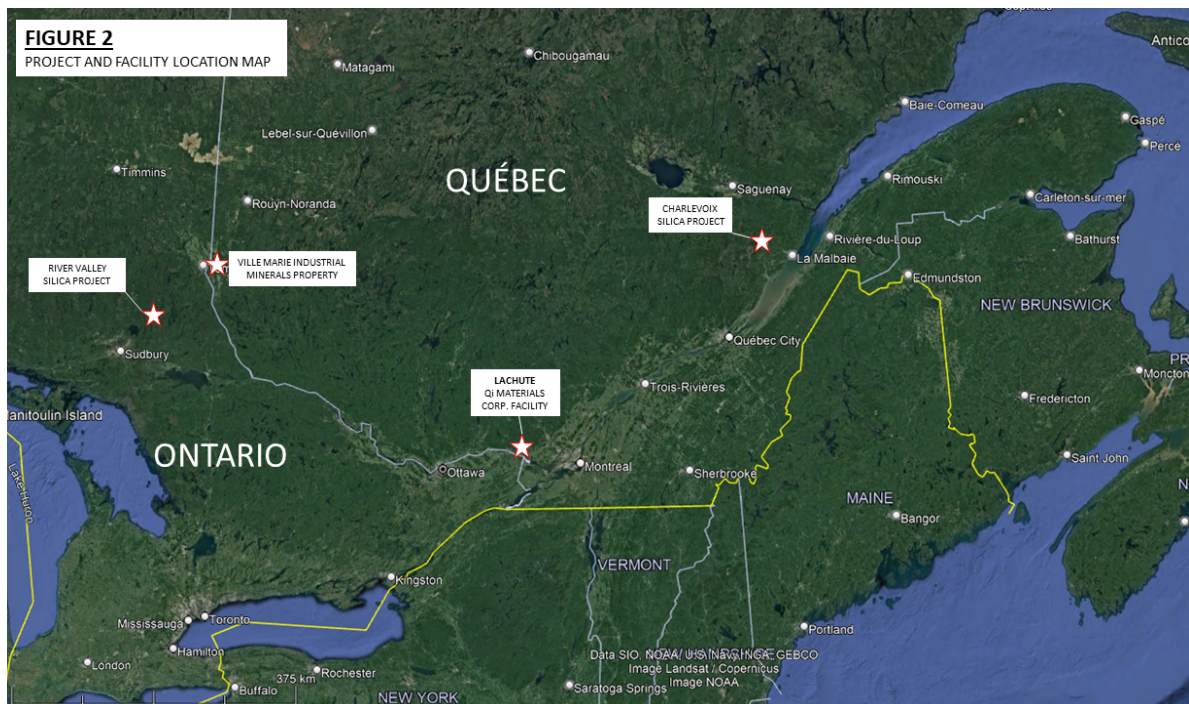 FIGURE 2
PROJECT AND FACILITY LOCATION MAP
Chibougamau
Matagami
Baie-Comeau
Gaspé
Percé
Lebel-sur-Quévillon
Timmins
QUÉBEC
Saguenay
Rimouski
Carleton-sur-mer
Rouyn-Noranda
CHARLEVOIX
SILICA PROJECT
Rivière-du-Loup
Bathurst
La Malbaie
VILLE MARIE INDUSTRIAL
MINERALS PROPERTY
RIVER VALLEY
SILICA PROJECT
Edmundston
NEW BRUNSWICK
Sudbury
Québec City
PR
Moncton
LACHUTE
Qi MATERIALS
CORP. FACILITY
Trois-Rivières
Fredericton
anitoulin Island
ONTARIO
Ottawa
Montreal
Sherbrooke
Saint John
Lake Huron
MAINE
N
Bangor
VERMONT
Kingston
Mississauga
Toronto
Portland
Hamilton
London
Rochester
375 km
Buffalo
NEW YORK
Saratoga Springs
Data SIO, NOAA, U.S. Navy, NGA, GEBCO
Image Landsat / Copernicus
Image NOAA